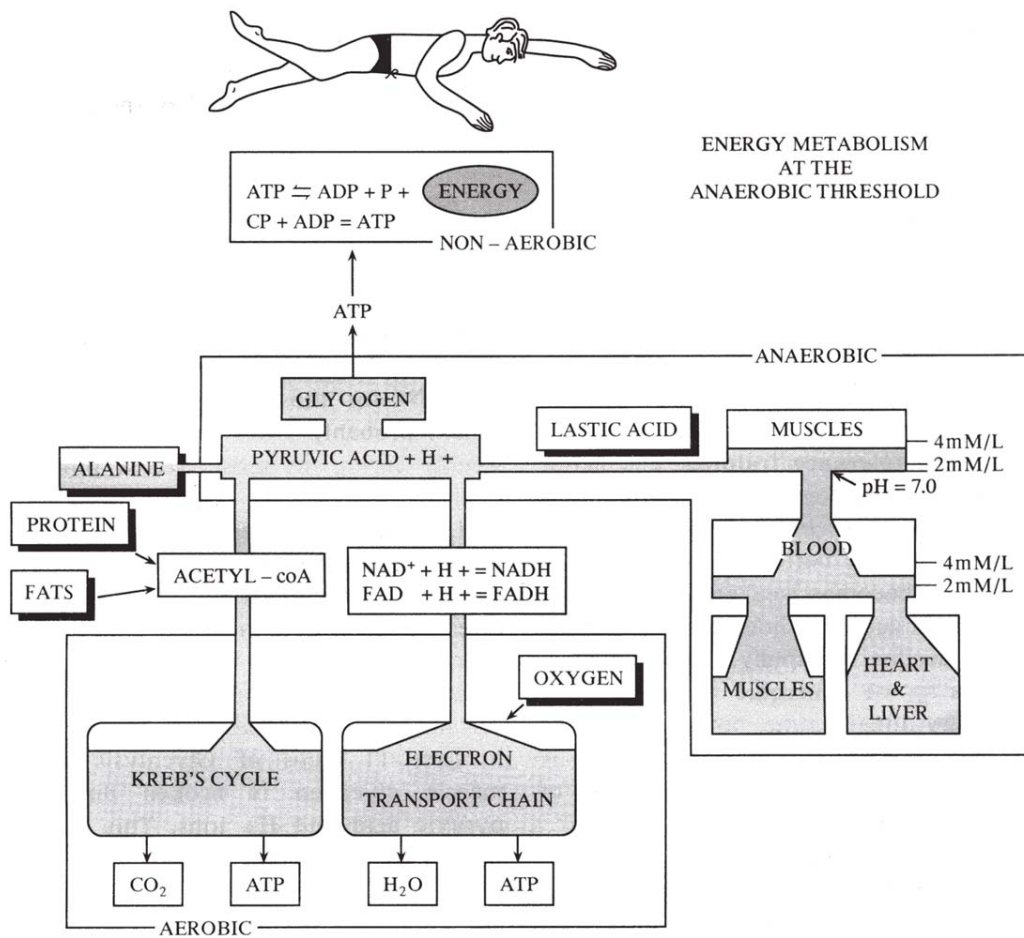 ENERGY METABOLISM
AT THE
ANAEROBIC THRESHOLD
ATP ⇋ ADP + P + ENERGY
CP + ADP = ATP
NON – AEROBIC
ATP
ANAEROBIC
GLYCOGEN
LASTIC ACID
MUSCLES
4mM/L
2mM/L
pH = 7.0
ALANINE
PYRUVIC ACID + H +
PROTEIN
FATS
ACETYL – coA
NAD⁺ + H + = NADH
FAD + H + = FADH
BLOOD
4mM/L
2mM/L
MUSCLES
HEART
&
LIVER
OXYGEN
KREB'S CYCLE
ELECTRON
TRANSPORT CHAIN
CO₂
ATP
H₂O
ATP
AEROBIC